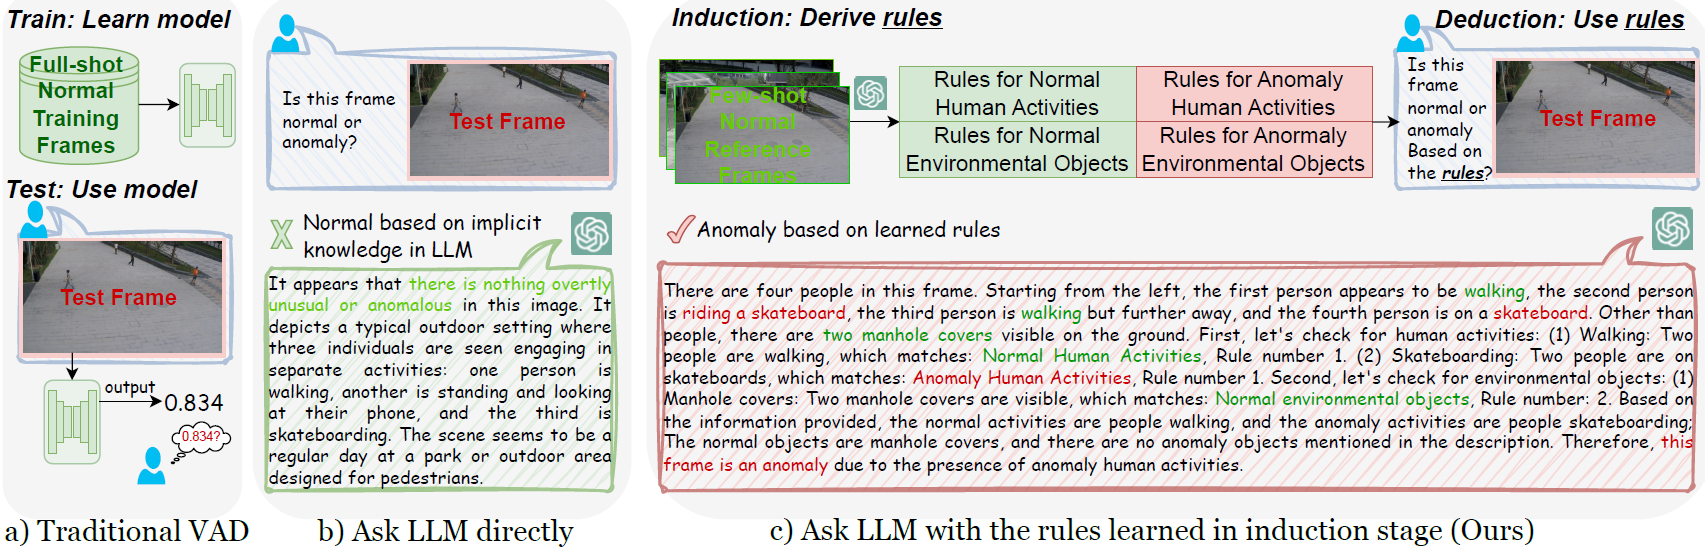 Train: Learn model
Full-shot
Normal
Training
Frames
Test: Use model
Test Frame
output
0.834
0.834?
a) Traditional VAD
Is this frame
normal or
anomaly?
Test Frame
Normal based on implicit
knowledge in LLM
It appears that there is nothing overtly
unusual or anomalous in this image. It
depicts a typical outdoor setting where
three individuals are seen engaging in
separate activities: one person is
walking, another is standing and looking
at their phone, and the third is
skateboarding. The scene seems to be a
regular day at a park or outdoor area
designed for pedestrians.
b) Ask LLM directly
Induction: Derive rules
Few-shot
Normal
Reference
Frames
Rules for Normal
Human Activities
Rules for Anomaly
Human Activities
Rules for Normal
Environmental Objects
Rules for Anormaly
Environmental Objects
Deduction: Use rules
Is this
frame
normal or
anomaly
Based on
the rules?
Test Frame
Anomaly based on learned rules
There are four people in this frame. Starting from the left, the first person appears to be walking, the second person
is riding a skateboard, the third person is walking but further away, and the fourth person is on a skateboard. Other than
people, there are two manhole covers visible on the ground. First, let's check for human activities: (1) Walking: Two
people are walking, which matches: Normal Human Activities, Rule number 1. (2) Skateboarding: Two people are on
skateboards, which matches: Anomaly Human Activities, Rule number 1. Second, let's check for environmental objects: (1)
Manhole covers: Two manhole covers are visible, which matches: Normal environmental objects, Rule number: 2. Based on
the information provided, the normal activities are people walking, and the anomaly activities are people skateboarding;
The normal objects are manhole covers, and there are no anomaly objects mentioned in the description. Therefore, this
frame is an anomaly due to the presence of anomaly human activities.
c) Ask LLM with the rules learned in induction stage (Ours)